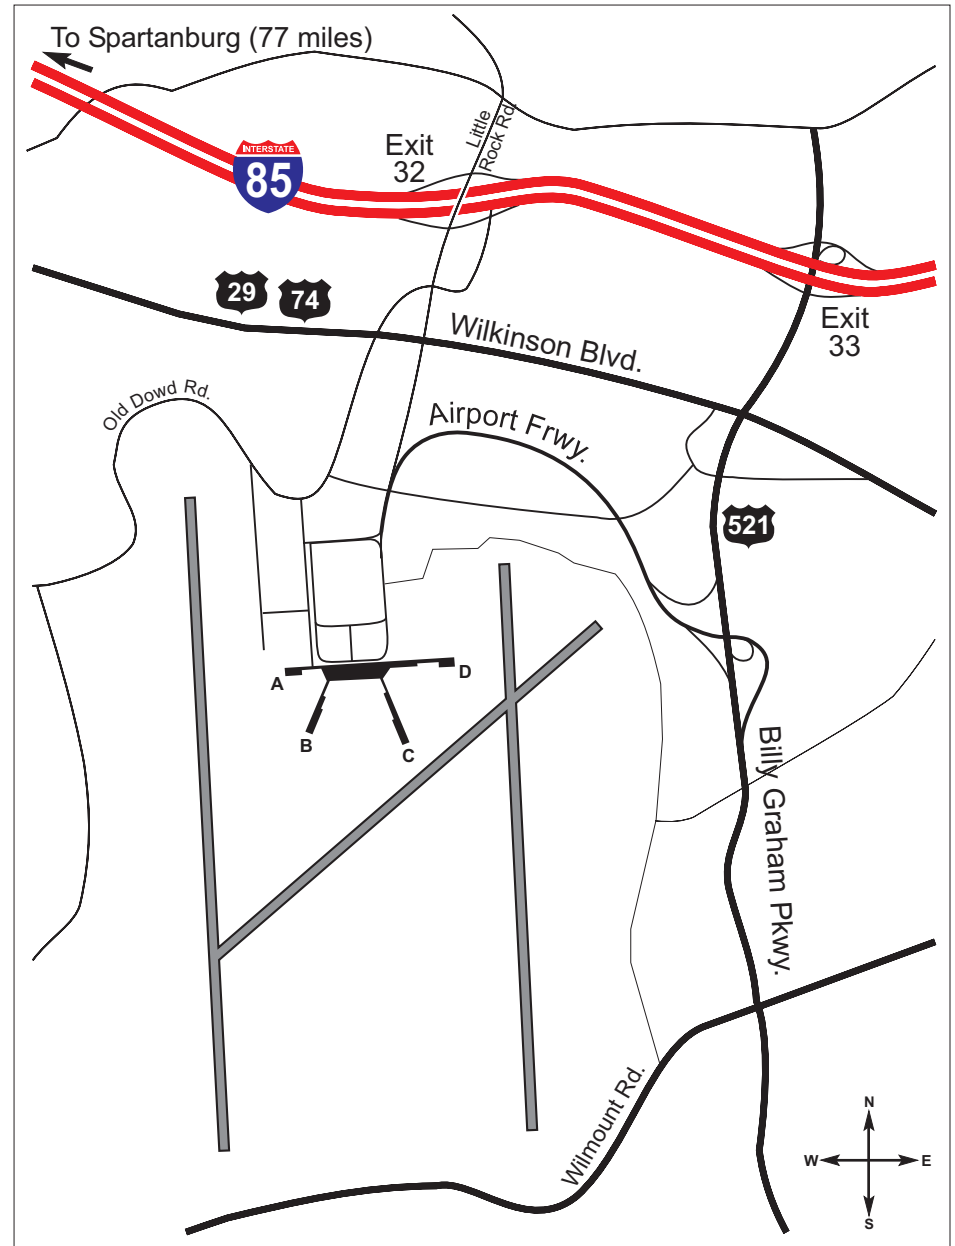 To Spartanburg (77 miles)
Little
Rock Rd.
Exit
32
INTERSTATE
85
29
74
Wilkinson Blvd.
Exit
33
Old Dowd Rd.
Airport Frwy.
521
A
D
B
C
Billy Graham Pkwy.
Wilmount Rd.
N
W
E
S